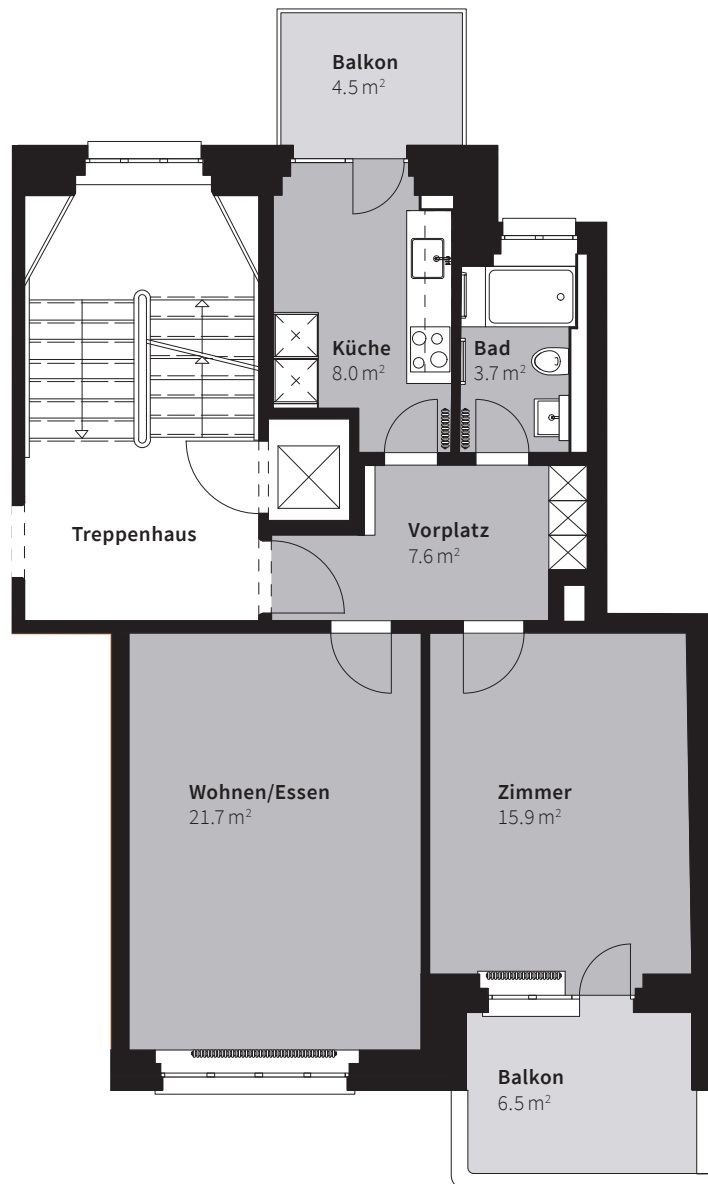 Balkon
4.5 m²
Küche
8.0 m²
Bad
3.7 m²
Treppenhaus
Vorplatz
7.6 m²
Wohnen/Essen
21.7 m²
Zimmer
15.9 m²
Balkon
6.5 m²